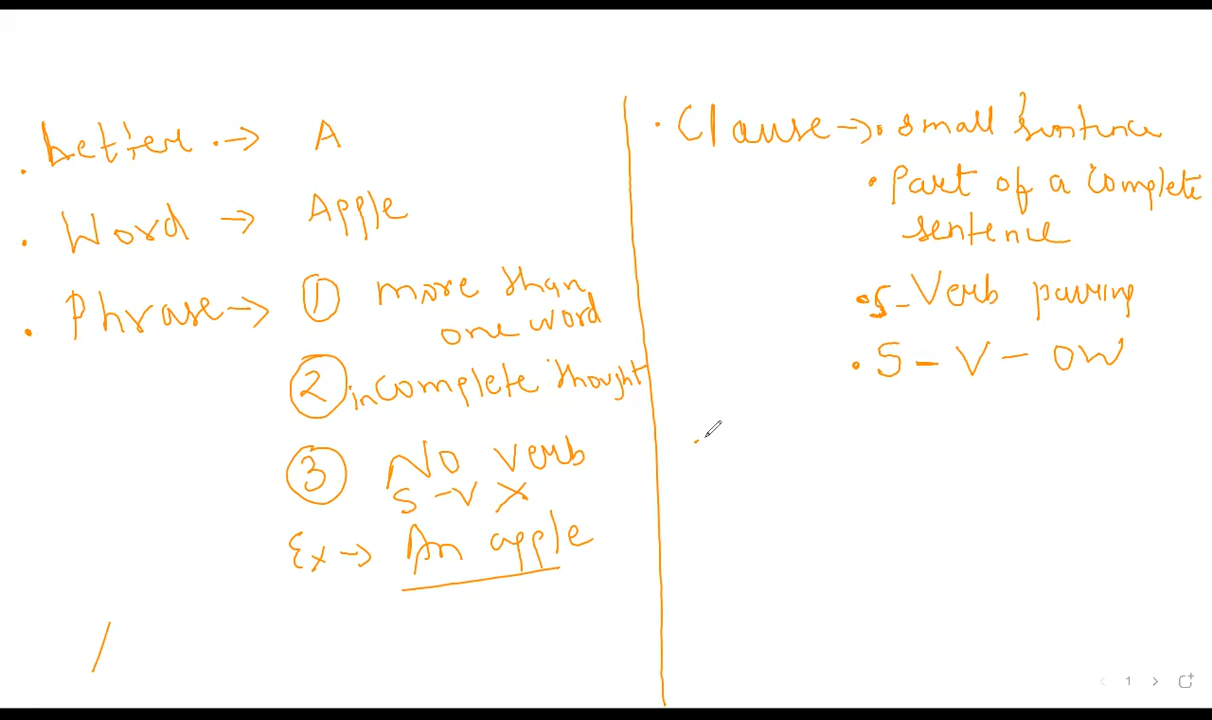 . Letter . → A
. Word → Apple
. Phrase → ① more than
one word
② incomplete thought
③ No verb
S - V X
Ex → An apple
. Clause → . small sentence
. Part of a complete
sentence
. S - Verb pairing
. S - V - OW
.
/
1